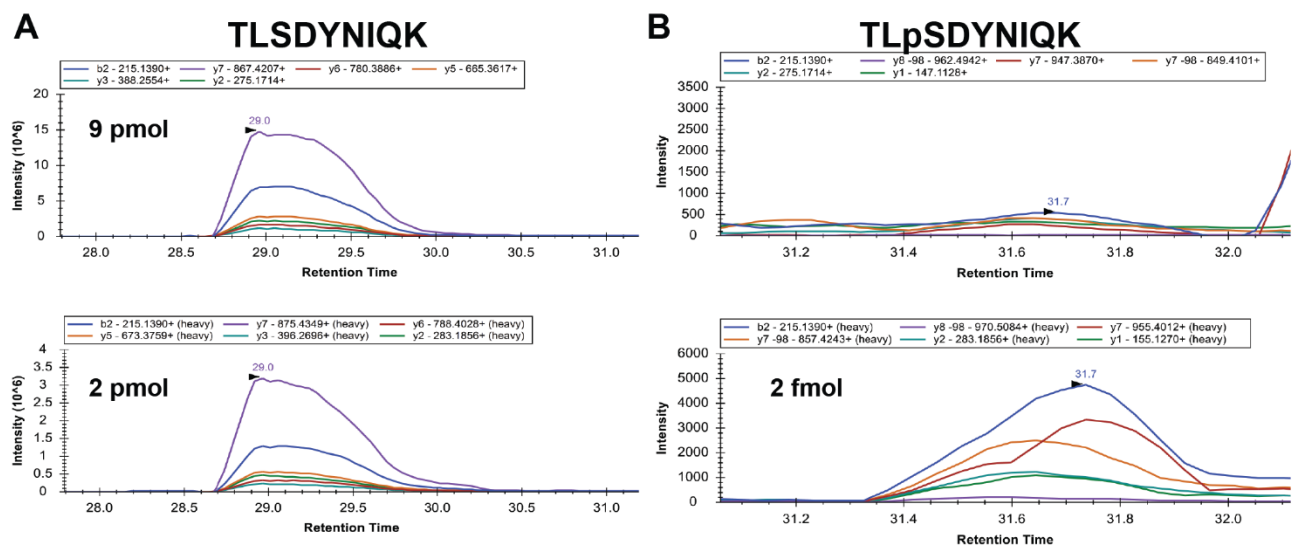 A
TLSDYNIQK
b2 - 215.1390+ y7 - 867.4207+ y6 - 780.3886+ y5 - 665.3617+
y3 - 388.2554+ y2 - 275.1714+
20
15
10
5
0
Intensity (10^6)
9 pmol
29.0
28.0 28.5 29.0 29.5 30.0 30.5 31.0
Retention Time
b2 - 215.1390+ (heavy) y7 - 875.4349+ (heavy) y6 - 788.4028+ (heavy)
y5 - 673.3759+ (heavy) y3 - 396.2696+ (heavy) y2 - 283.1856+ (heavy)
4
3.5
3
2.5
2
1.5
1
0.5
0
Intensity (10^6)
2 pmol
29.0
28.0 28.5 29.0 29.5 30.0 30.5 31.0
Retention Time
B
TLpSDYNIQK
b2 - 215.1390+ y8 -98 - 962.4942+ y7 - 947.3870+ y7 -98 - 849.4101+
y2 - 275.1714+ y1 - 147.1128+
3500
3000
2500
2000
1500
1000
500
0
Intensity
31.7
31.2 31.4 31.6 31.8 32.0
Retention Time
b2 - 215.1390+ (heavy) y8 -98 - 970.5084+ (heavy) y7 - 955.4012+ (heavy)
y7 -98 - 857.4243+ (heavy) y2 - 283.1856+ (heavy) y1 - 155.1270+ (heavy)
6000
5000
4000
3000
2000
1000
0
Intensity
2 fmol
31.7
31.2 31.4 31.6 31.8 32.0
Retention Time